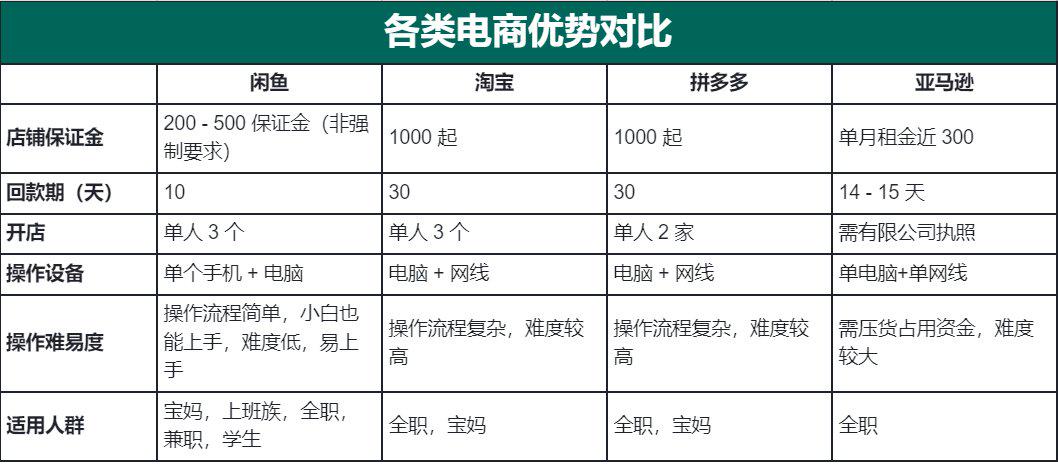 各类电商优势对比
闲鱼 淘宝 拼多多 亚马逊
店铺保证金 200 - 500 保证金（非强制要求） 1000 起 1000 起 单月租金近 300
回款期（天） 10 30 30 14 - 15 天
开店 单人 3 个 单人 3 个 单人 2 家 需有限公司执照
操作设备 单个手机 + 电脑 电脑 + 网线 电脑 + 网线 单电脑+单网线
操作难易度 操作流程简单，小白也能上手，难度低，易上手 操作流程复杂，难度较高 操作流程复杂，难度较高 需压货占用资金，难度较大
适用人群 宝妈，上班族，全职，兼职，学生 全职，宝妈 全职，宝妈 全职